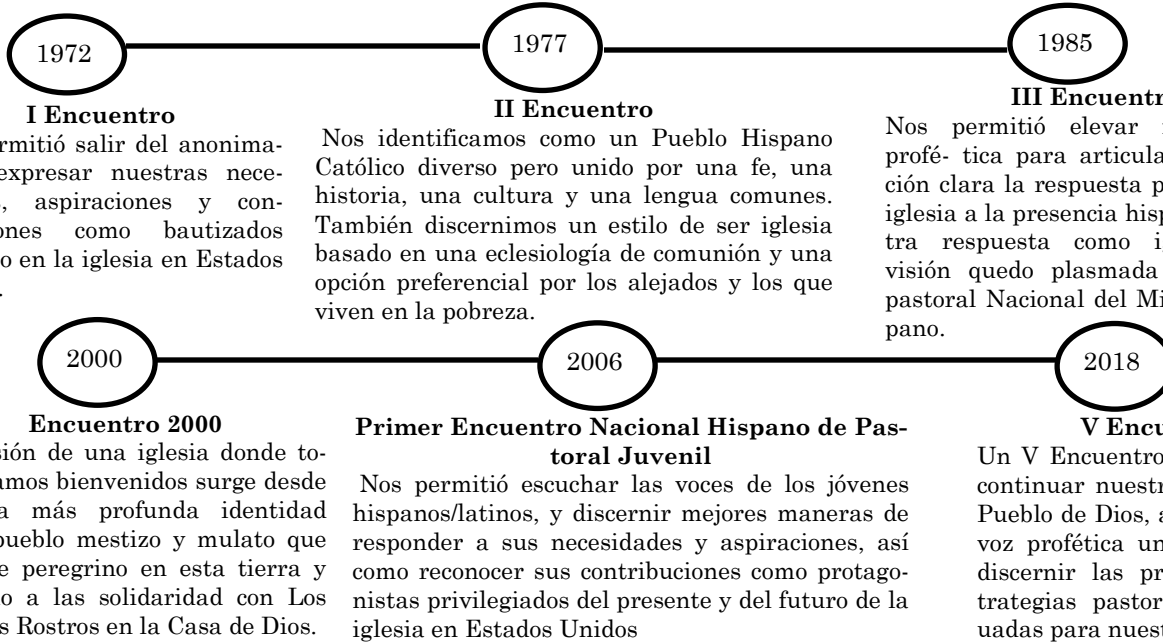 1972
I Encuentro
rmitió salir del anonima-
expresar nuestras nece-
, aspiraciones y con-
ones como bautizados
o en la iglesia en Estados
.
1977
II Encuentro
Nos identificamos como un Pueblo Hispano
Católico diverso pero unido por una fe, una
historia, una cultura y una lengua comunes.
También discernimos un estilo de ser iglesia
basado en una eclesiología de comunión y una
opción preferencial por los alejados y los que
viven en la pobreza.
1985
III Encuentr
Nos permitió elevar
profé- tica para articula
ción clara la respuesta p
iglesia a la presencia hisp
tra respuesta como i
visión quedo plasmada
pastoral Nacional del Mi
pano.
2000
Encuentro 2000
sión de una iglesia donde to-
amos bienvenidos surge desde
a más profunda identidad
pueblo mestizo y mulato que
e peregrino en esta tierra y
o a las solidaridad con Los
s Rostros en la Casa de Dios.
2006
Primer Encuentro Nacional Hispano de Pas-
toral Juvenil
Nos permitió escuchar las voces de los jóvenes
hispanos/latinos, y discernir mejores maneras de
responder a sus necesidades y aspiraciones, así
como reconocer sus contribuciones como protago-
nistas privilegiados del presente y del futuro de la
iglesia en Estados Unidos
2018
V Encu
Un V Encuentro
continuar nuestr
Pueblo de Dios, a
voz profética un
discernir las pr
trategias pastor
uadas para nuest